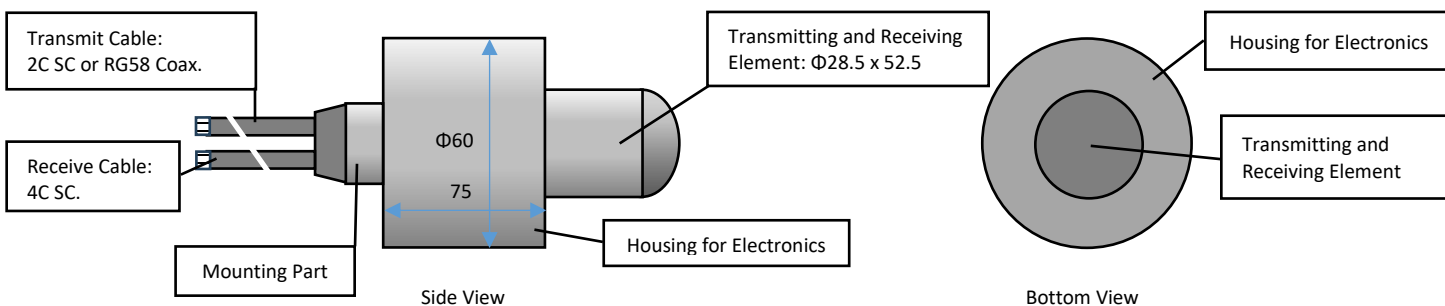 Transmit Cable:
2C SC or RG58 Coax.
Receive Cable:
4C SC.
Mounting Part
Φ60
75
Transmitting and Receiving
Element: Φ28.5 x 52.5
Housing for Electronics
Side View
Housing for Electronics
Transmitting and
Receiving Element
Bottom View